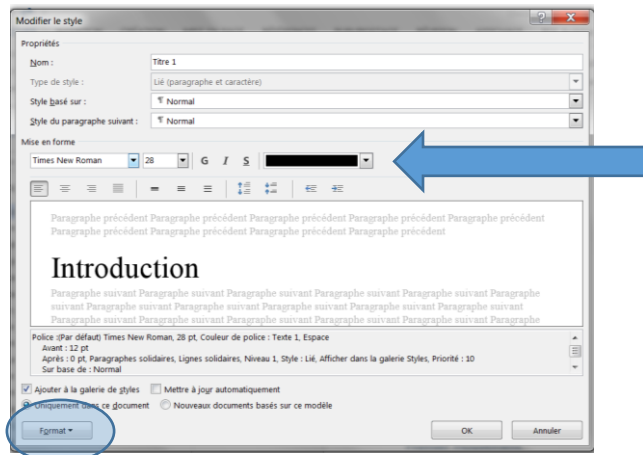 Modifier le style
Propriétés
Nom : Titre 1
Type de style : Lié (paragraphe et caractère)
Style basé sur : ¶ Normal
Style du paragraphe suivant : ¶ Normal
Mise en forme
Times New Roman 28 G I S
Paragraphe précédent Paragraphe précédent Paragraphe précédent Paragraphe précédent Paragraphe précédent
Paragraphe précédent Paragraphe précédent Paragraphe précédent Paragraphe précédent
Introduction
Paragraphe suivant Paragraphe suivant Paragraphe suivant Paragraphe suivant Paragraphe suivant Paragraphe
suivant Paragraphe suivant Paragraphe suivant Paragraphe suivant Paragraphe suivant Paragraphe suivant
Paragraphe suivant Paragraphe suivant Paragraphe suivant Paragraphe suivant Paragraphe suivant Paragraphe
Police :(Par défaut) Times New Roman, 28 pt, Couleur de police : Texte 1, Espace
Avant : 12 pt
Après : 0 pt, Paragraphes solidaires, Lignes solidaires, Niveau 1, Style : Lié, Afficher dans la galerie Styles, Priorité : 10
Sur base de : Normal
Ajouter à la galerie de styles Mettre à jour automatiquement
Uniquement dans ce document Nouveaux documents basés sur ce modèle
Format OK Annuler